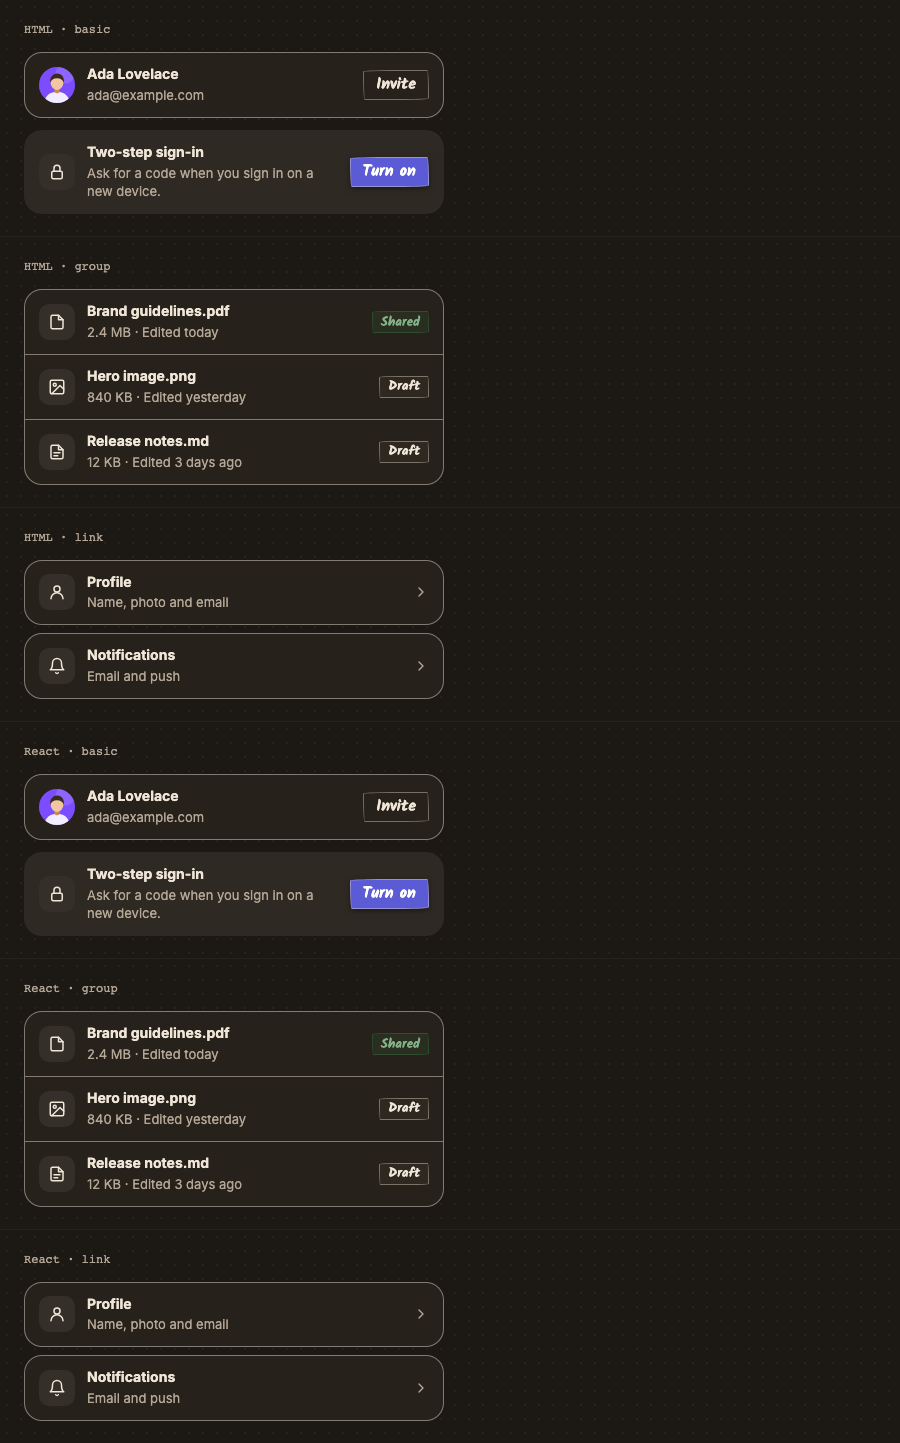 HTML · basic
Ada Lovelace
ada@example.com
Invite
Two-step sign-in
Ask for a code when you sign in on a
new device.
Turn on
HTML · group
Brand guidelines.pdf
2.4 MB · Edited today
Shared
Hero image.png
840 KB · Edited yesterday
Draft
Release notes.md
12 KB · Edited 3 days ago
Draft
HTML · link
Profile
Name, photo and email
Notifications
Email and push
React · basic
Ada Lovelace
ada@example.com
Invite
Two-step sign-in
Ask for a code when you sign in on a
new device.
Turn on
React · group
Brand guidelines.pdf
2.4 MB · Edited today
Shared
Hero image.png
840 KB · Edited yesterday
Draft
Release notes.md
12 KB · Edited 3 days ago
Draft
React · link
Profile
Name, photo and email
Notifications
Email and push